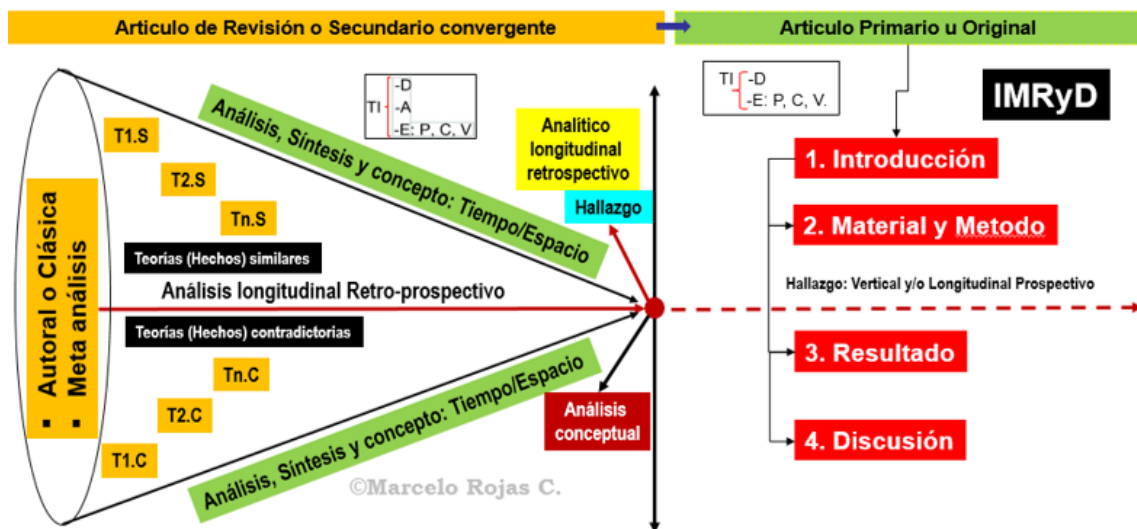 Articulo de Revisión o Secundario convergente
Articulo Primario u Original
TI
-D
-A
-E: P, C, V
TI
-D
-E: P, C, V.
IMRyD
Análisis, Síntesis y concepto: Tiempo/Espacio
Analítico
longitudinal
retrospectivo
Hallazgo
T1.S
T2.S
Tn.S
Teorías (Hechos) similares
▪ Autoral o Clásica
▪ Meta análisis
Análisis longitudinal Retro-prospectivo
Teorías (Hechos) contradictorias
Tn.C
T2.C
T1.C
Análisis, Síntesis y concepto: Tiempo/Espacio
Análisis
conceptual
1. Introducción
2. Material y Metodo
Hallazgo: Vertical y/o Longitudinal Prospectivo
3. Resultado
4. Discusión
©Marcelo Rojas C.